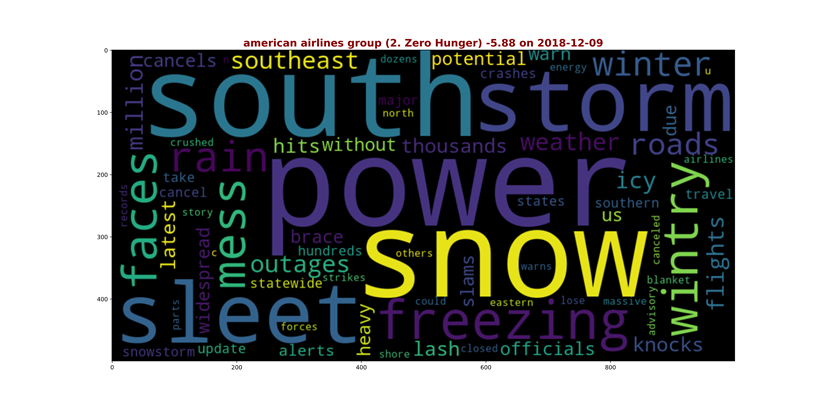 american airlines group (2. Zero Hunger) -5.88 on 2018-12-09
0
cancels southeast dozens potential warn winter u
million south crashes energy storm
100
major north due
crushed hits without thousands weather roads
rain airlines
200
faces take power icy travel
cancel mess states southern
records latest story us wintry
300
brace snow canceled flights
widespread c hundreds others
outages warns
statewide strikes slams blanket
400
sleet parts forces heavy freezing could eastern lose massive advisory
snowstorm update alerts shore lash closed officials knocks
0 200 400 600 800